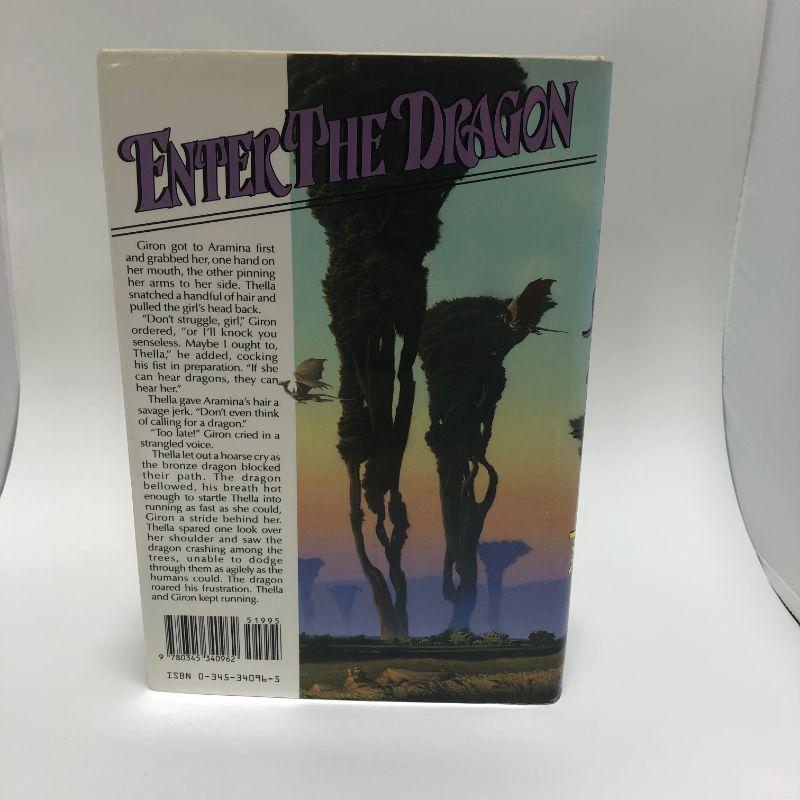 ENTER THE DRAGON
Giron got to Aramina first
and grabbed her, one hand on
her mouth, the other pinning
her arms to her side. Thella
snatched a handful of hair and
pulled the girl's head back.
"Don't struggle, girl," Giron
ordered, "or I'll knock you
senseless. Maybe I ought to,
Thella," he added, cocking
his fist in preparation. "If she
can hear dragons, they can
hear her."
Thella gave Aramina's hair a
savage jerk. "Don't even think
of calling for a dragon."
"Too late!" Giron cried in a
strangled voice.
Thella let out a hoarse cry as
the bronze dragon blocked
their path. The dragon
bellowed, his breath hot
enough to startle Thella into
running as fast as she could,
Giron a stride behind her.
Thella spared one look over
her shoulder and saw the
dragon crashing among the
trees, unable to dodge
through them as agilely as the
humans could. The dragon
roared his frustration. Thella
and Giron kept running.
51995
9 780345 340962
ISBN 0-345-34096-5